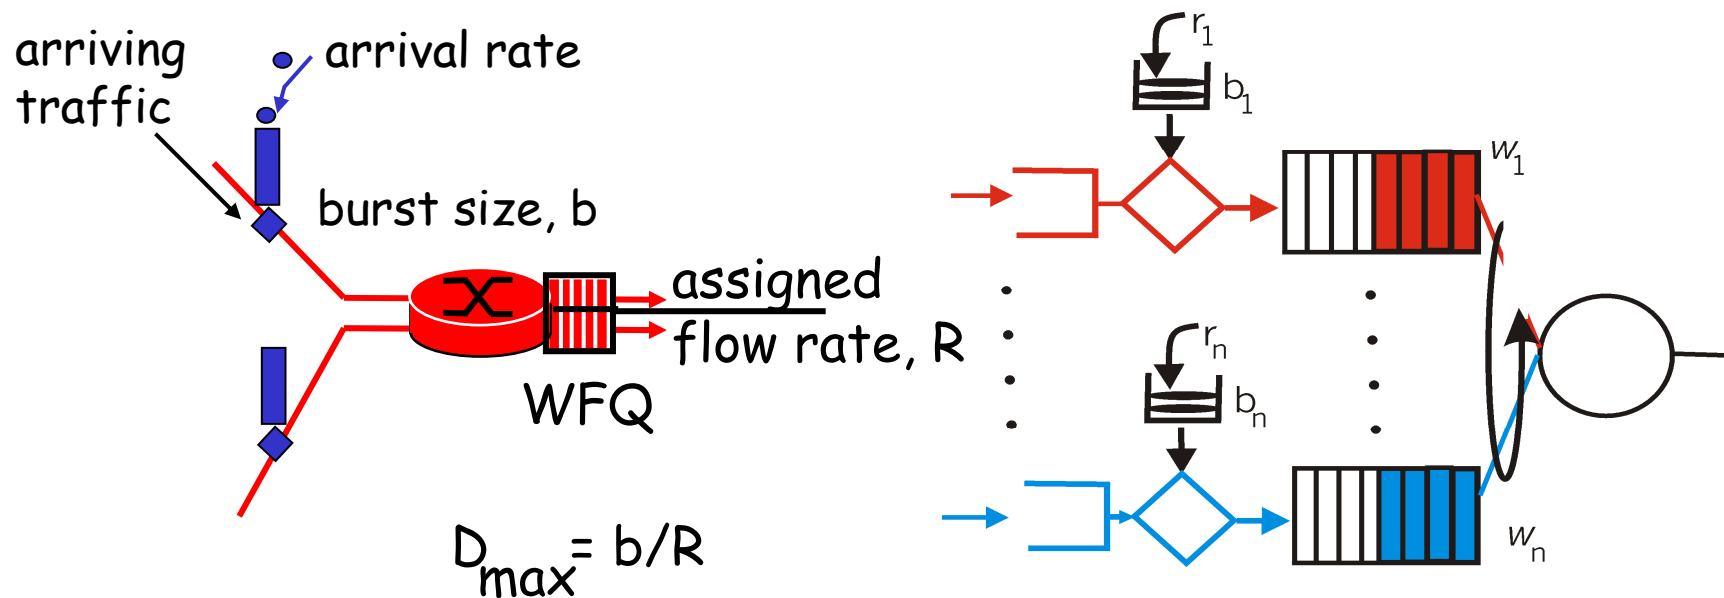 arriving
traffic
arrival rate
burst size, b
assigned
flow rate, R
WFQ
Dmax= b/R
r1
b1
w1
rn
bn
wn